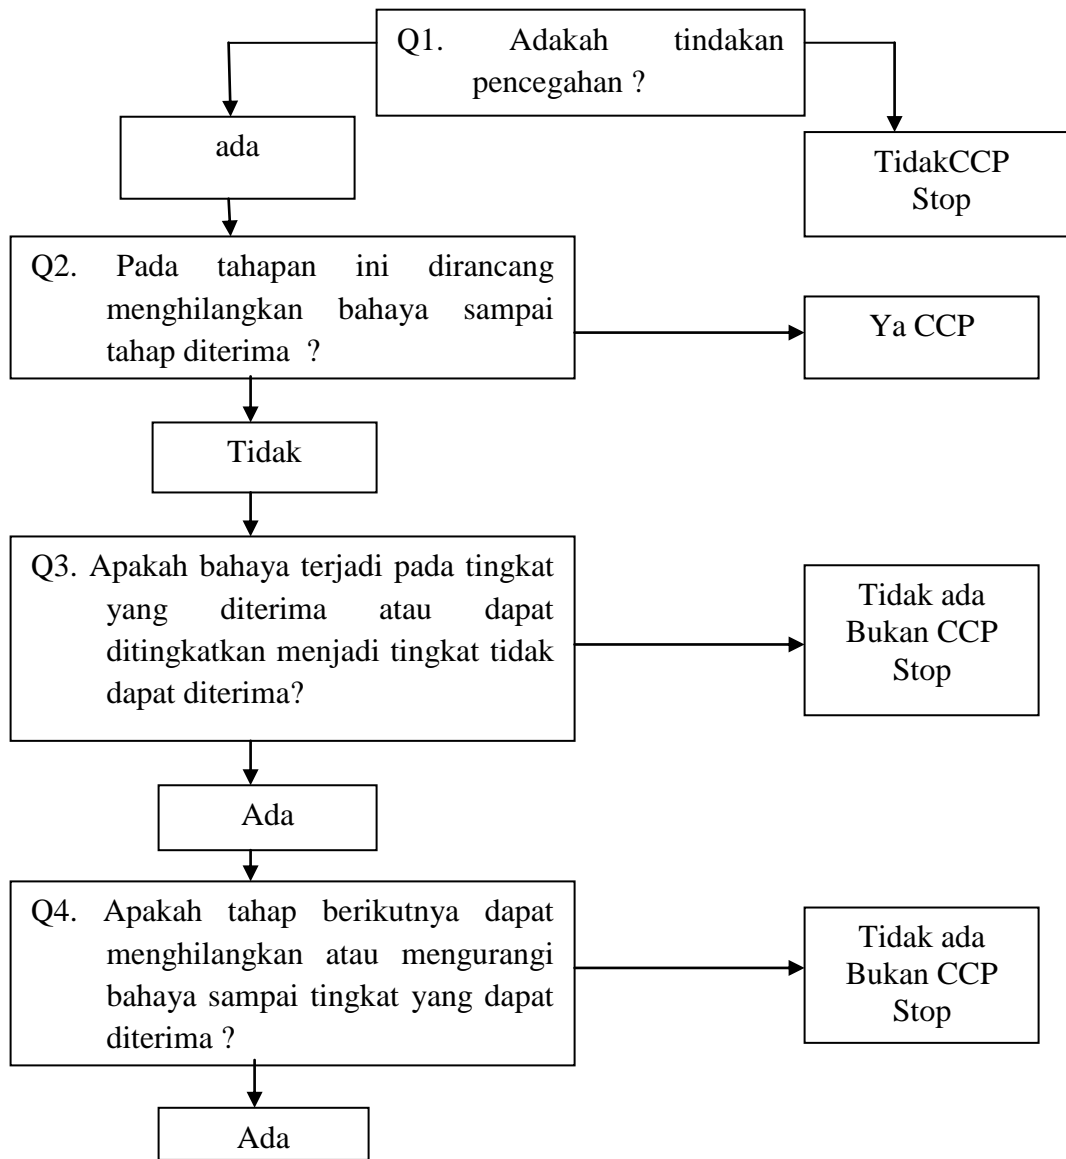 Q1. Adakah tindakan
pencegahan ?
ada
TidakCCP
Stop
Q2. Pada tahapan ini dirancang
menghilangkan bahaya sampai
tahap diterima ?
Ya CCP
Tidak
Q3. Apakah bahaya terjadi pada tingkat
yang diterima atau dapat
ditingkatkan menjadi tingkat tidak
dapat diterima?
Tidak ada
Bukan CCP
Stop
Ada
Q4. Apakah tahap berikutnya dapat
menghilangkan atau mengurangi
bahaya sampai tingkat yang dapat
diterima ?
Tidak ada
Bukan CCP
Stop
Ada